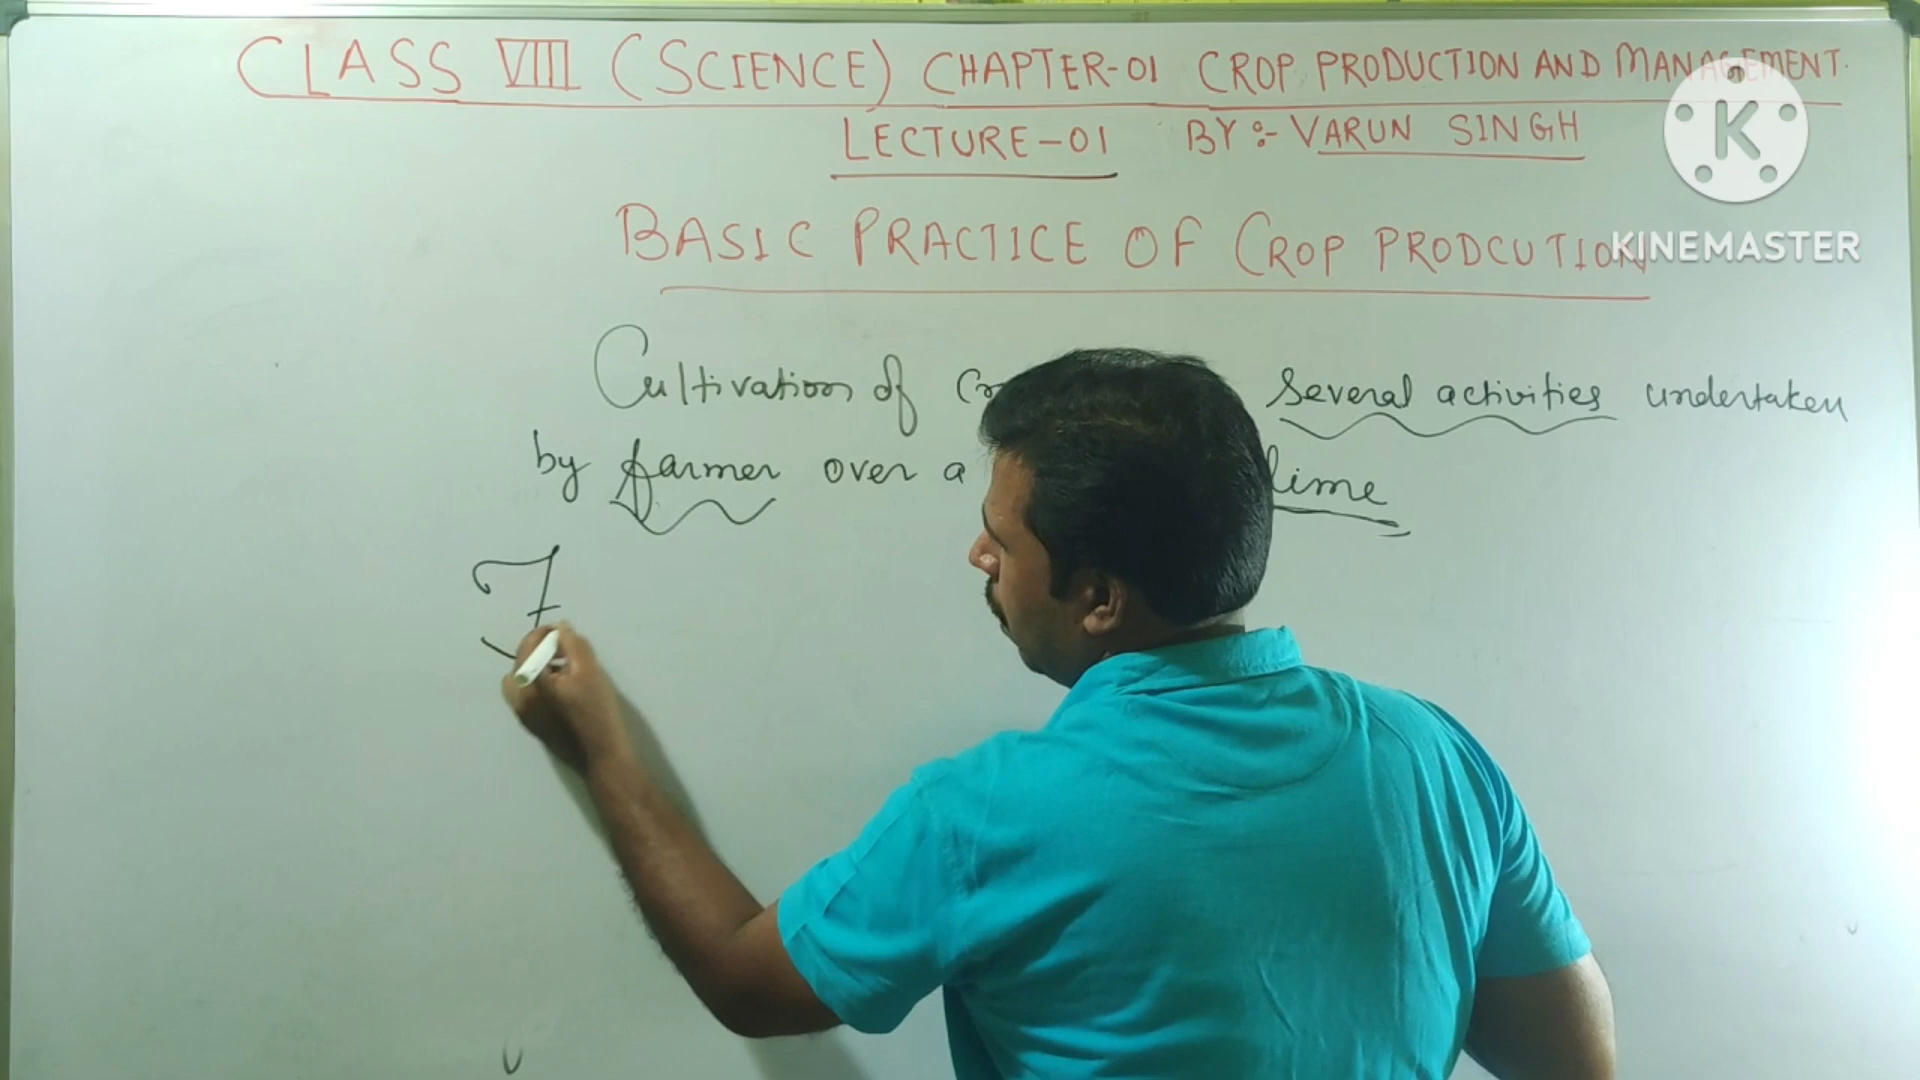 CLASS VIII (SCIENCE) CHAPTER-01 CROP PRODUCTION AND MANAGEMENT.
LECTURE-01 BY:- VARUN SINGH
K
KINEMASTER
BASIC PRACTICE OF CROP PRODCUTION
Cultivation of several activities undertaken
by farmer over a time